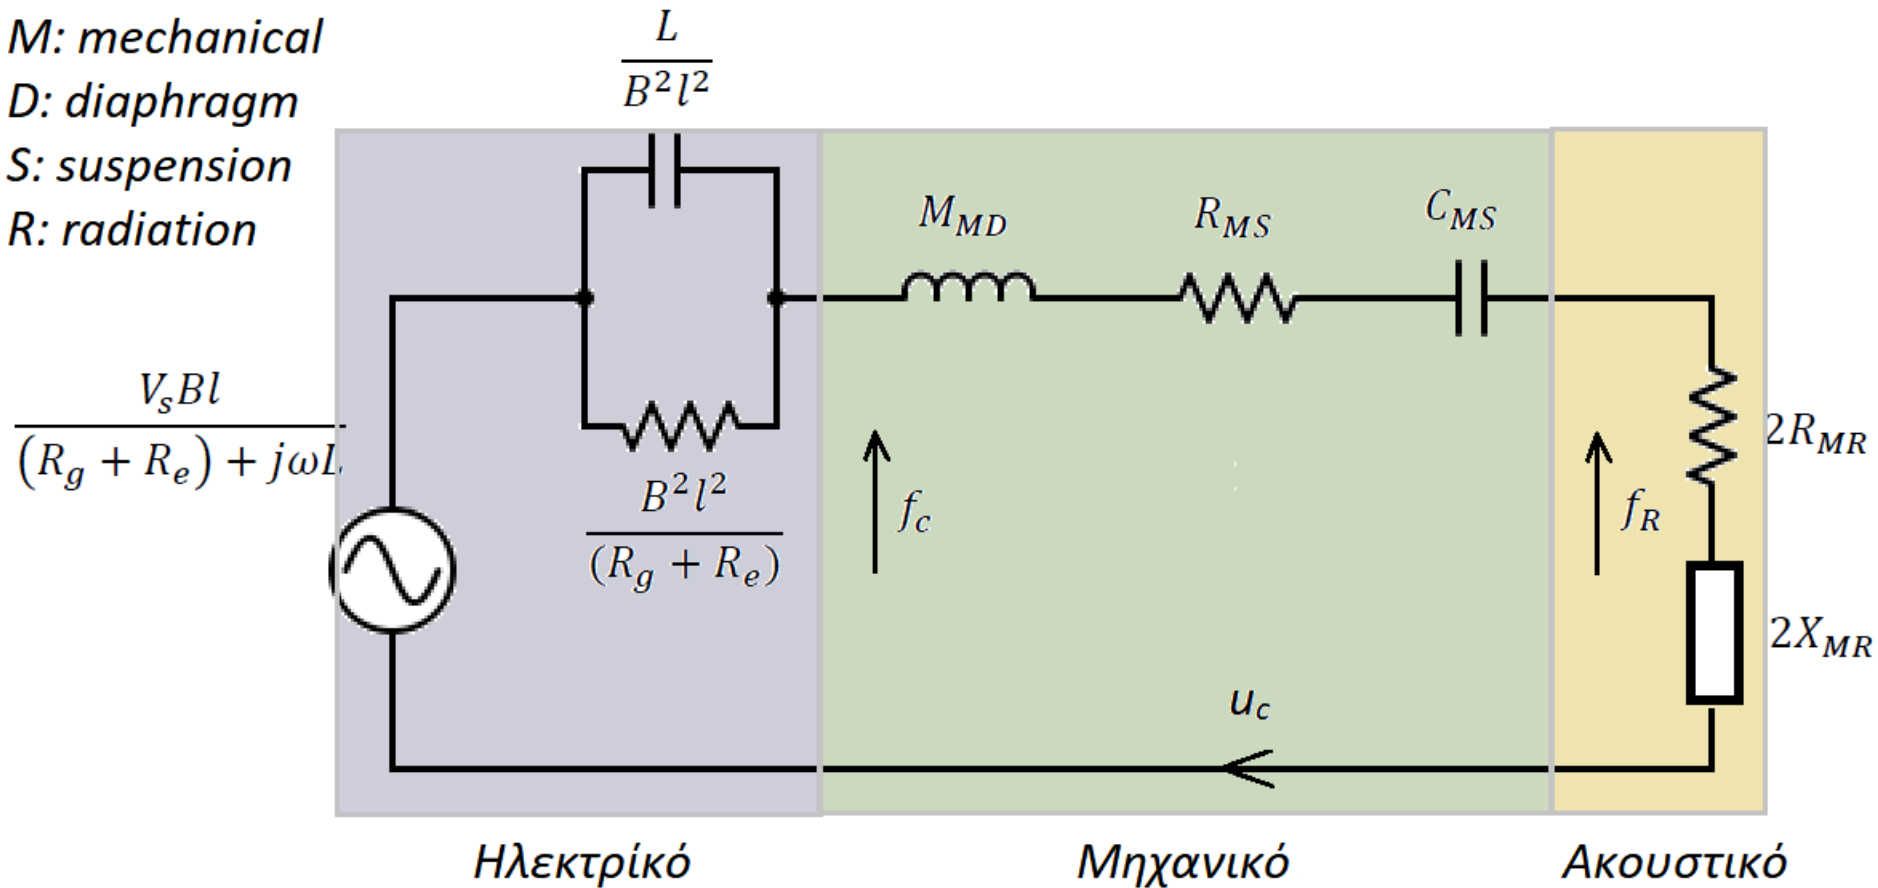 M: mechanical
D: diaphragm
S: suspension
R: radiation
L
B²l²
M_MD
R_MS
C_MS
V_sBl
(R_g + R_e) + jωL
B²l²
(R_g + R_e)
f_c
f_R
2R_MR
2X_MR
u_c
Ηλεκτρίκό
Μηχανικό
Ακουστικό